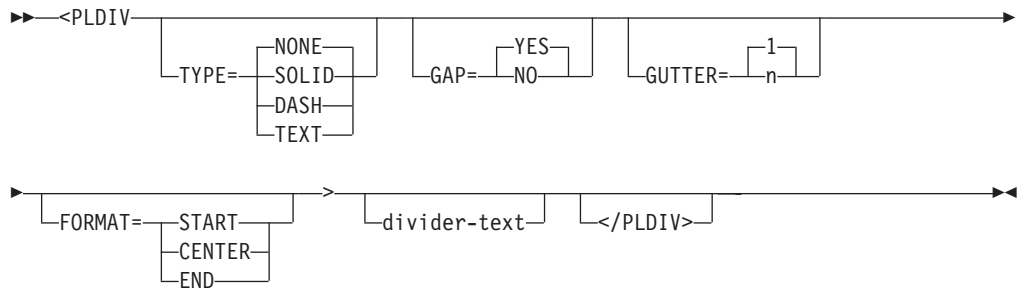 <PLDIV
NONE YES 1
TYPE= SOLID GAP= NO GUTTER= n
DASH
TEXT
>
FORMAT= START divider-text </PLDIV>
CENTER
END